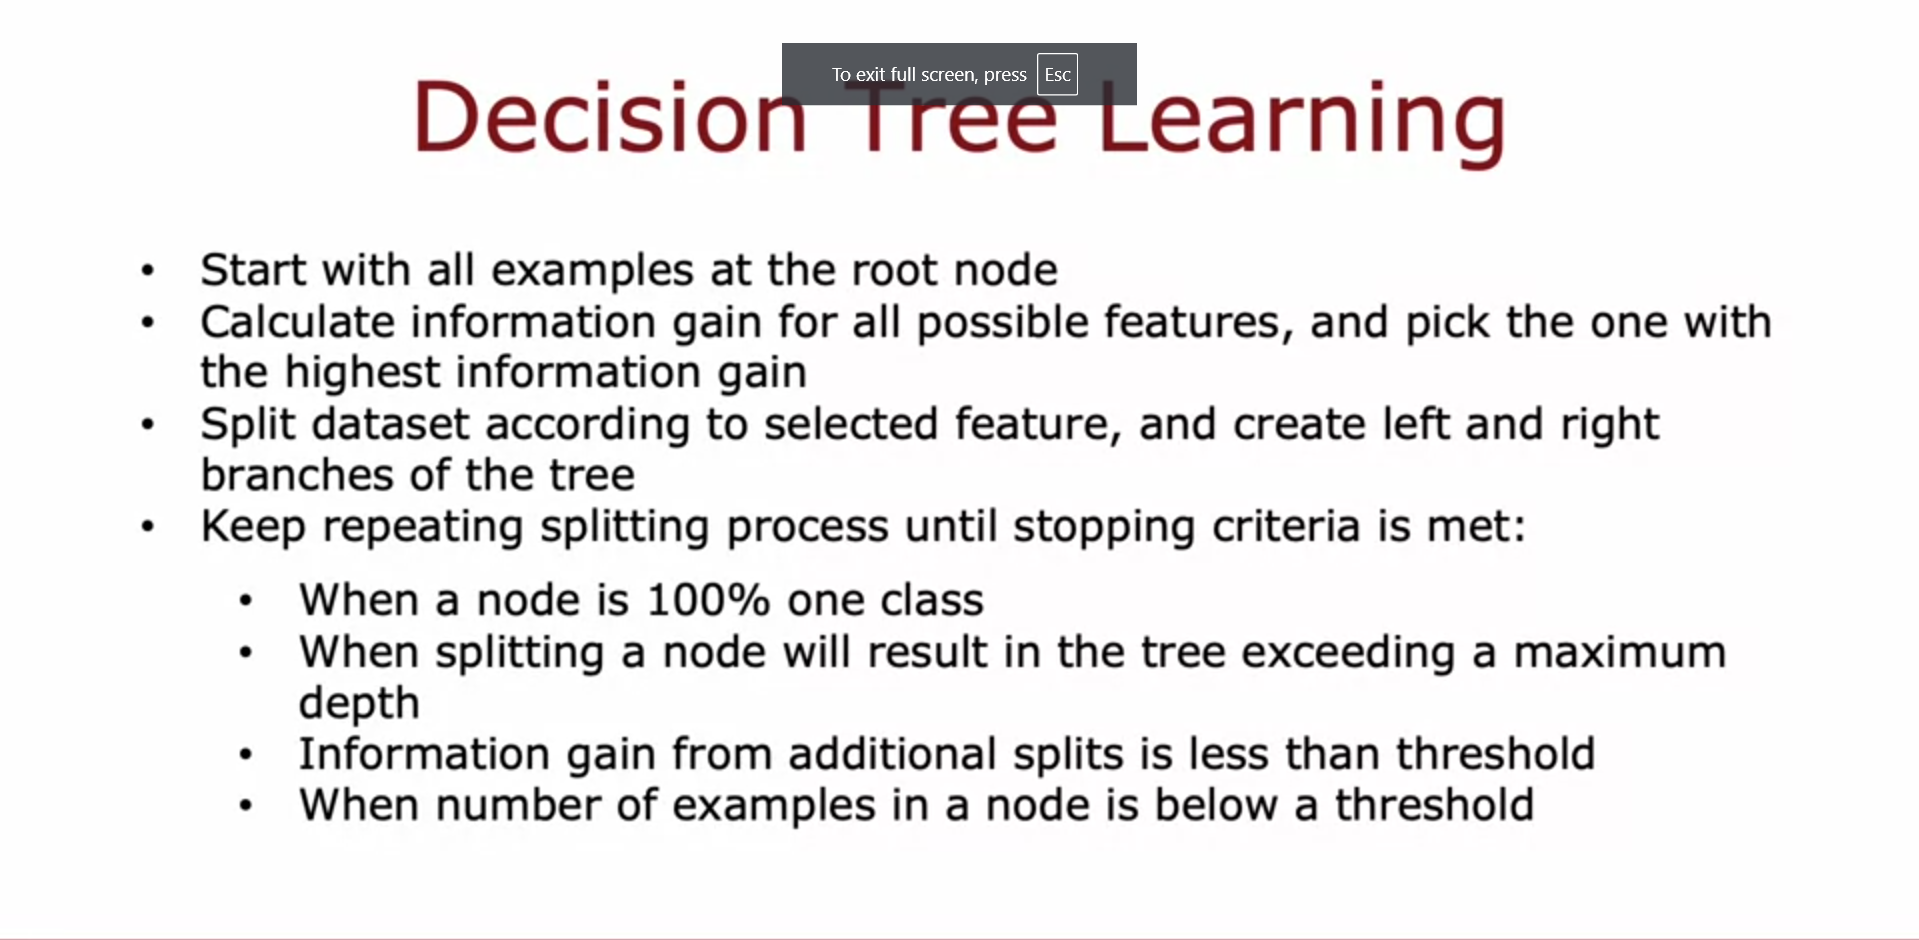 To exit full screen, press Esc
Decision Tree Learning
• Start with all examples at the root node
• Calculate information gain for all possible features, and pick the one with
the highest information gain
• Split dataset according to selected feature, and create left and right
branches of the tree
• Keep repeating splitting process until stopping criteria is met:
• When a node is 100% one class
• When splitting a node will result in the tree exceeding a maximum
depth
• Information gain from additional splits is less than threshold
• When number of examples in a node is below a threshold